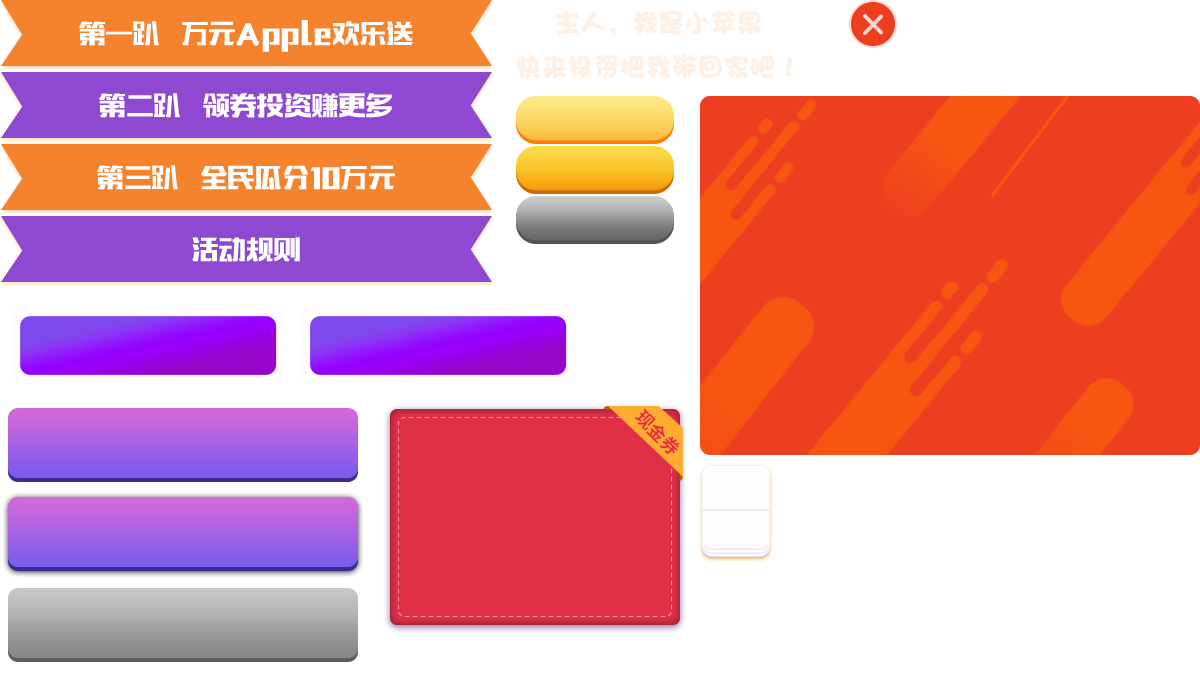 第一趴 万元Apple欢乐送
第二趴 领券投资赚更多
第三趴 全民瓜分10万元
活动规则
主人，我是小苹果
快来投资把我带回家吧！
现金券